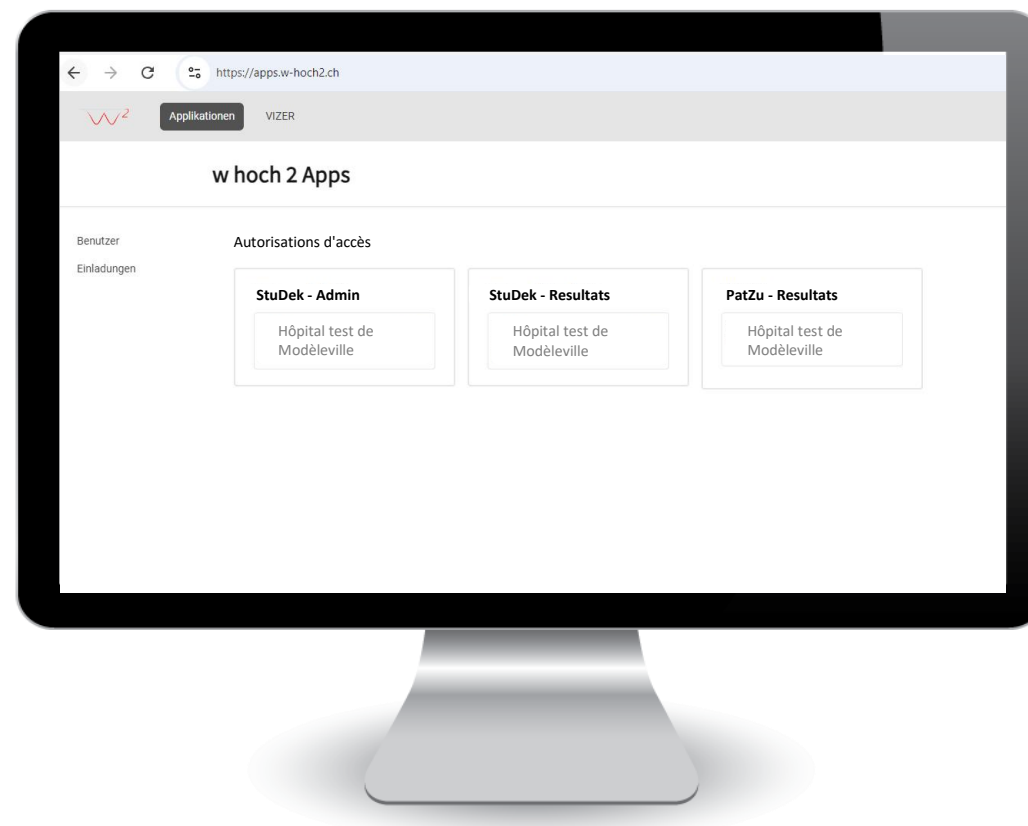 https://apps.w-hoch2.ch
w² Applikationen VIZER
w hoch 2 Apps
Benutzer
Einladungen
Autorisations d'accès
StuDek - Admin
Hôpital test de
Modèleville
StuDek - Resultats
Hôpital test de
Modèleville
PatZu - Resultats
Hôpital test de
Modèleville